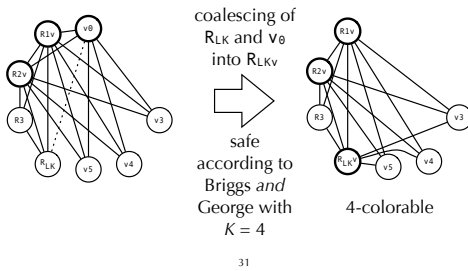 R1v
v0
R2v
R3
v3
RLK
v5
v4
coalescing of
RLK and v0
into RLKv
safe
according to
Briggs and
George with
K = 4
R1v
R2v
R3
v3
RLKv
v5
v4
4-colorable
31